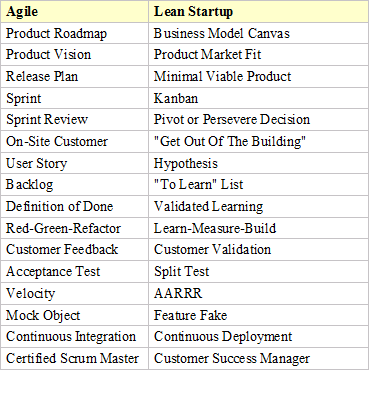 Agile Lean Startup
Product Roadmap Business Model Canvas
Product Vision Product Market Fit
Release Plan Minimal Viable Product
Sprint Kanban
Sprint Review Pivot or Persevere Decision
On-Site Customer "Get Out Of The Building"
User Story Hypothesis
Backlog "To Learn" List
Definition of Done Validated Learning
Red-Green-Refactor Learn-Measure-Build
Customer Feedback Customer Validation
Acceptance Test Split Test
Velocity AARRR
Mock Object Feature Fake
Continuous Integration Continuous Deployment
Certified Scrum Master Customer Success Manager